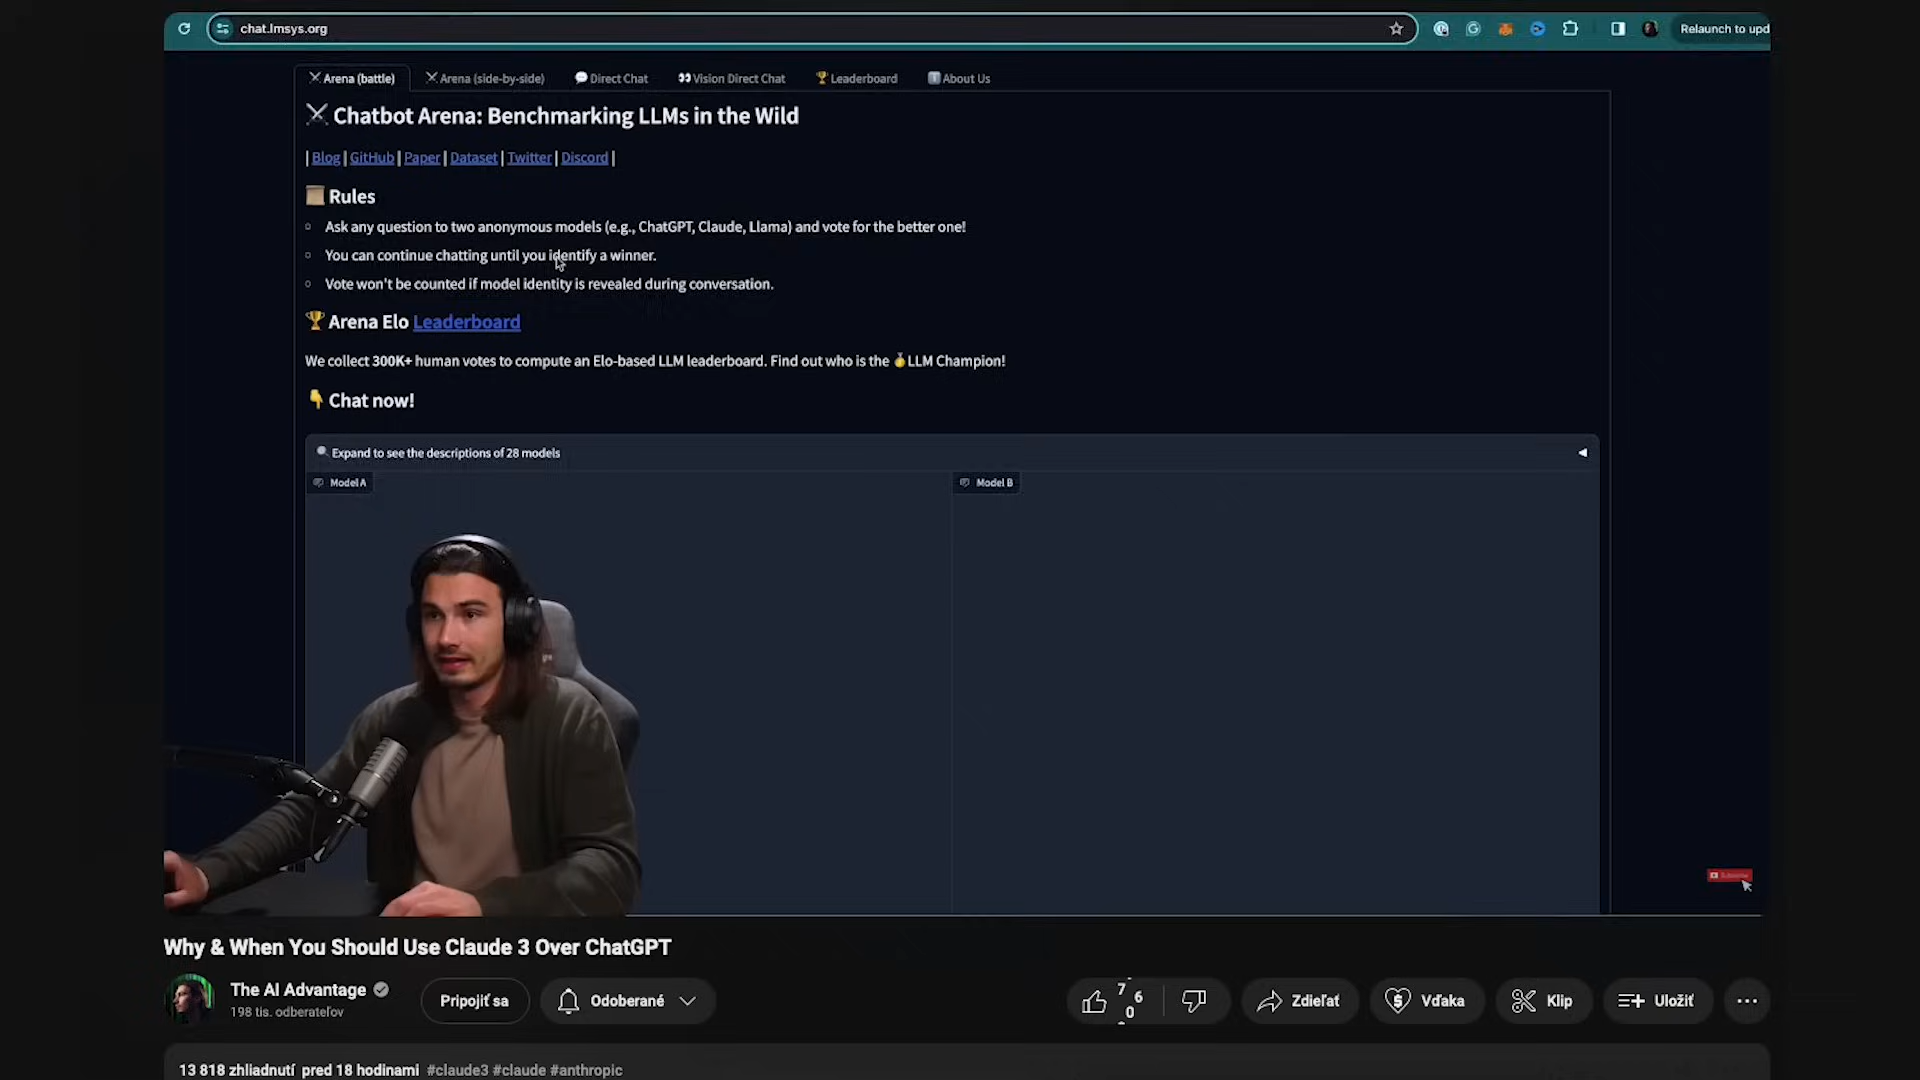 chat.lmsys.org
Relaunch to upd
Arena (battle) Arena (side-by-side) Direct Chat Vision Direct Chat Leaderboard About Us
Chatbot Arena: Benchmarking LLMs in the Wild
| Blog | GitHub | Paper | Dataset | Twitter | Discord |
Rules
Ask any question to two anonymous models (e.g., ChatGPT, Claude, Llama) and vote for the better one!
You can continue chatting until you identify a winner.
Vote won't be counted if model identity is revealed during conversation.
Arena Elo Leaderboard
We collect 300K+ human votes to compute an Elo-based LLM leaderboard. Find out who is the LLM Champion!
Chat now!
Expand to see the descriptions of 28 models
Model A Model B
Subscribe
Why & When You Should Use Claude 3 Over ChatGPT
The AI Advantage
198 tis. odberateľov
Pripojiť sa
Odoberané
Zdieľať
Vďaka
Klip
Uložiť
13 818 zhliadnutí pred 18 hodinami #claude3 #claude #anthropic